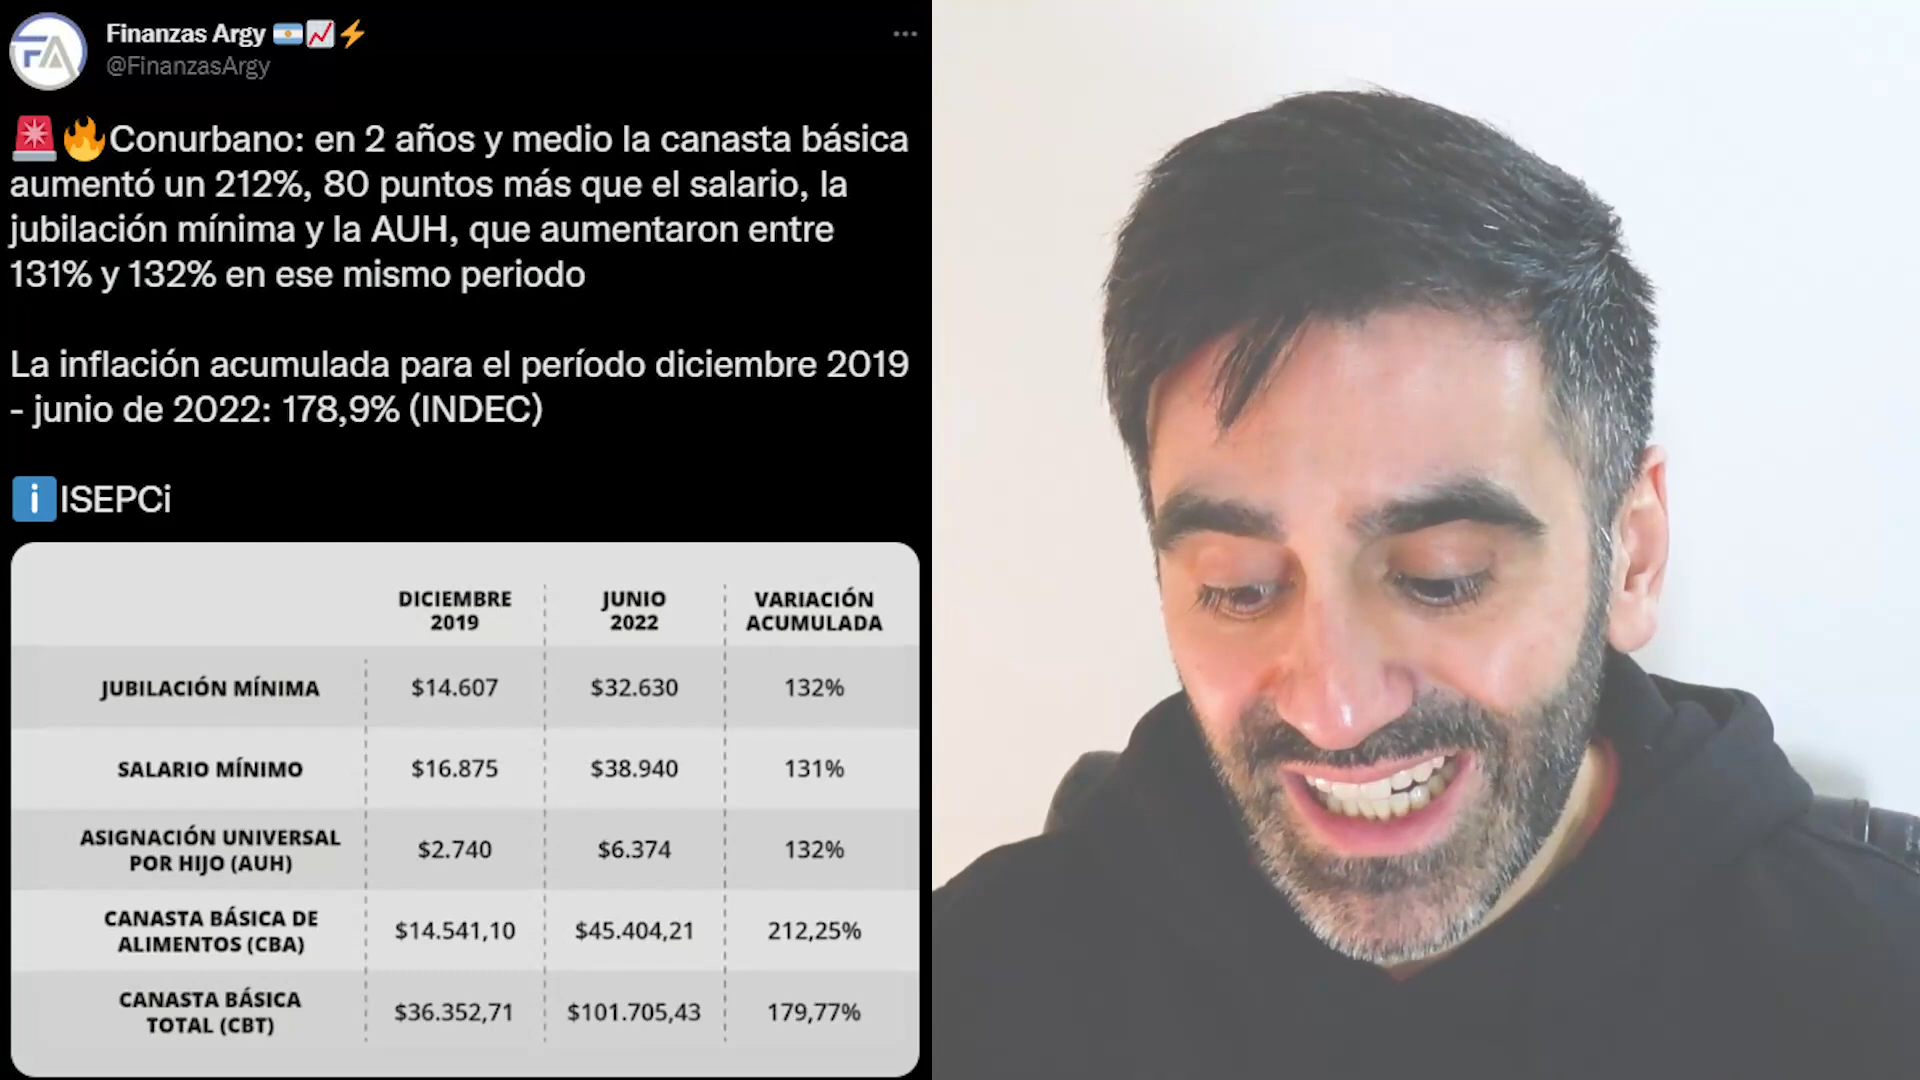 FA
Finanzas Argy
@FinanzasArgy
Conurbano: en 2 años y medio la canasta básica
aumentó un 212%, 80 puntos más que el salario, la
jubilación mínima y la AUH, que aumentaron entre
131% y 132% en ese mismo periodo
La inflación acumulada para el período diciembre 2019
- junio de 2022: 178,9% (INDEC)
i ISEPCi
DICIEMBRE 2019 JUNIO 2022 VARIACIÓN ACUMULADA
JUBILACIÓN MÍNIMA $14.607 $32.630 132%
SALARIO MÍNIMO $16.875 $38.940 131%
ASIGNACIÓN UNIVERSAL
POR HIJO (AUH) $2.740 $6.374 132%
CANASTA BÁSICA DE
ALIMENTOS (CBA) $14.541,10 $45.404,21 212,25%
CANASTA BÁSICA
TOTAL (CBT) $36.352,71 $101.705,43 179,77%